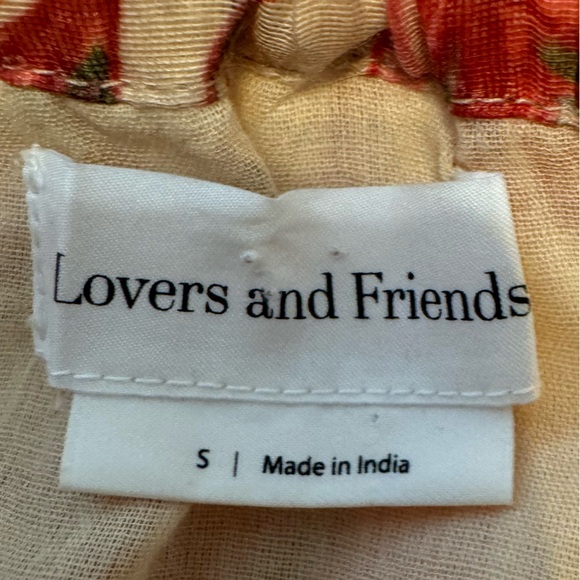 Lovers and Friends
S | Made in India